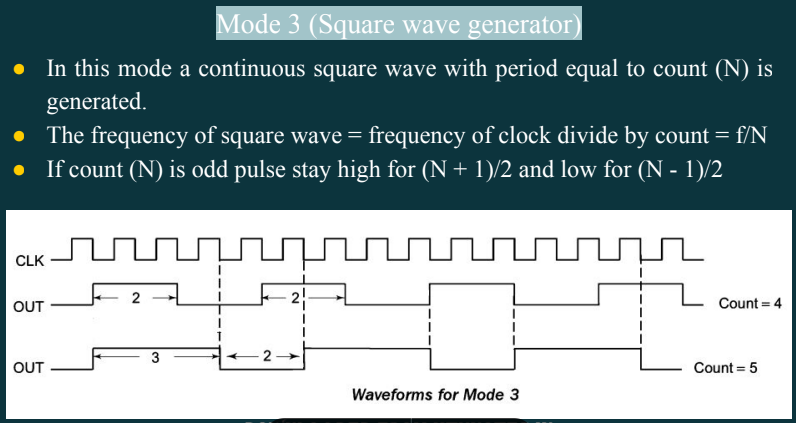 Mode 3 (Square wave generator)
In this mode a continuous square wave with period equal to count (N) is
generated.
The frequency of square wave = frequency of clock divide by count = f/N
If count (N) is odd pulse stay high for (N + 1)/2 and low for (N - 1)/2
CLK
OUT 2 2 Count = 4
OUT 3 2 Count = 5
Waveforms for Mode 3